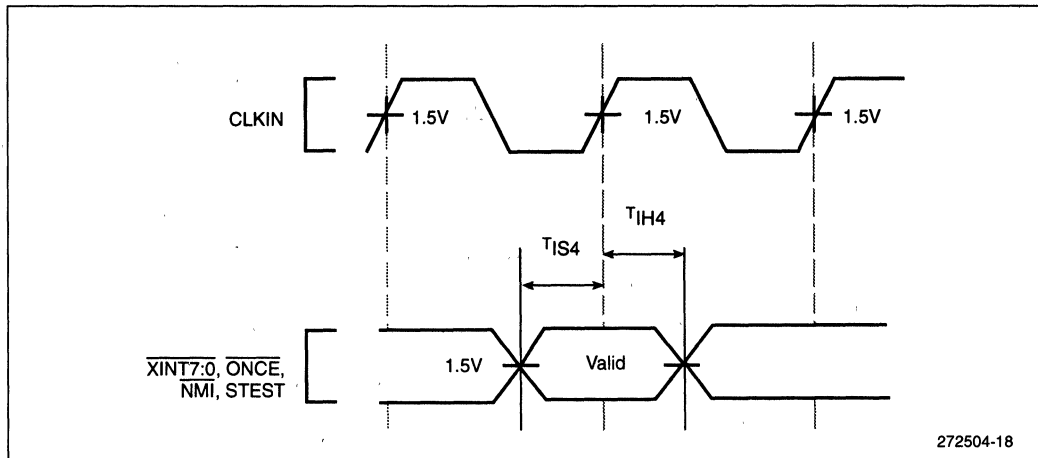 CLKIN
1.5V
1.5V
1.5V
TIH4
TIS4
XINT7:0, ONCE,
NMI, STEST
1.5V
Valid
272504-18